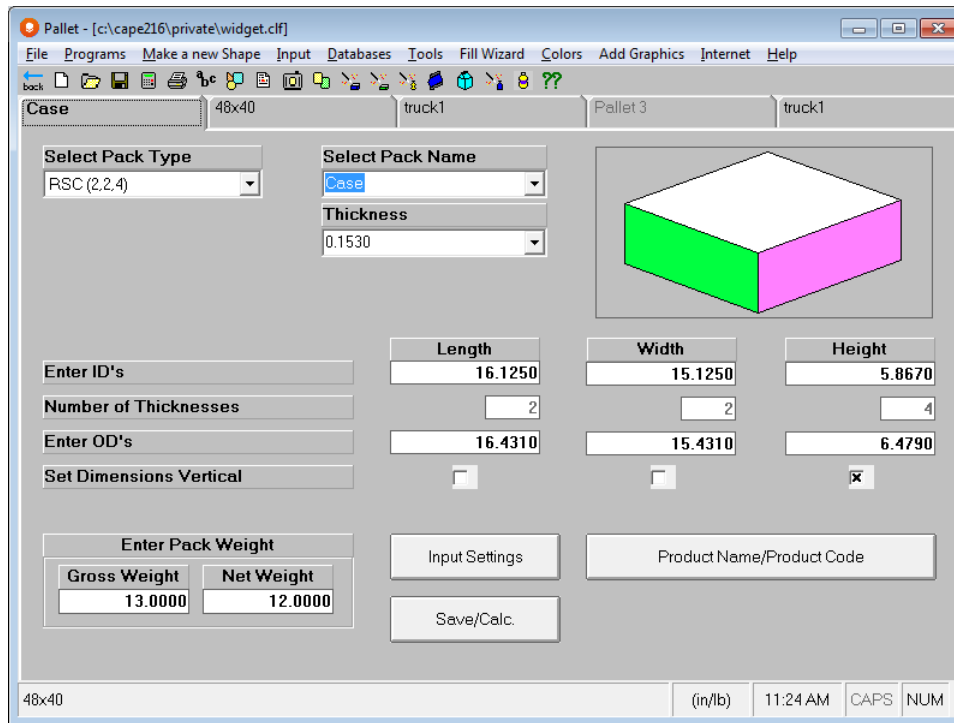 Pallet - [c:\cape216\private\widget.clf]
File Programs Make a new Shape Input Databases Tools Fill Wizard Colors Add Graphics Internet Help
back abc ??
Case 48x40 truck1 Pallet 3 truck1
Select Pack Type Select Pack Name
RSC (2,2,4) Case
Thickness
0.1530
Length Width Height
Enter ID's 16.1250 15.1250 5.8670
Number of Thicknesses 2 2 4
Enter OD's 16.4310 15.4310 6.4790
Set Dimensions Vertical
Enter Pack Weight Input Settings Product Name/Product Code
Gross Weight Net Weight
13.0000 12.0000
Save/Calc.
48x40 (in/lb) 11:24 AM CAPS NUM